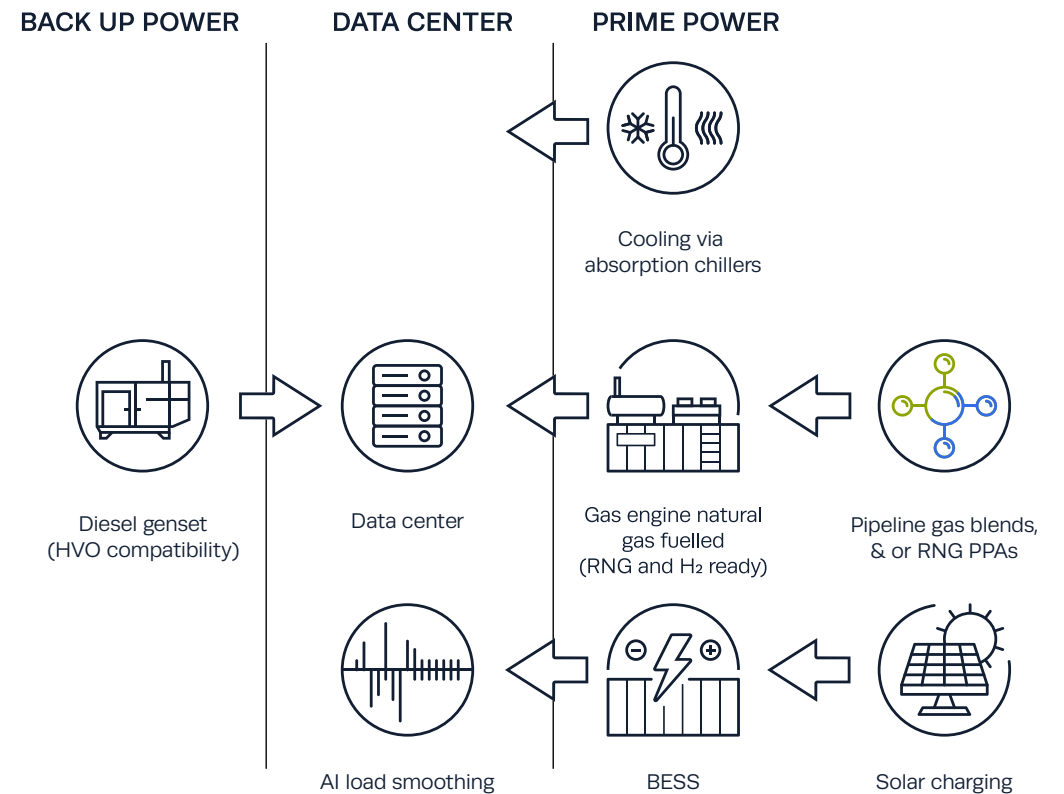 BACK UP POWER
DATA CENTER
PRIME POWER
Cooling via
absorption chillers
Diesel genset
(HVO compatibility)
Data center
Gas engine natural
gas fuelled
(RNG and H₂ ready)
Pipeline gas blends,
& or RNG PPAs
AI load smoothing
BESS
Solar charging